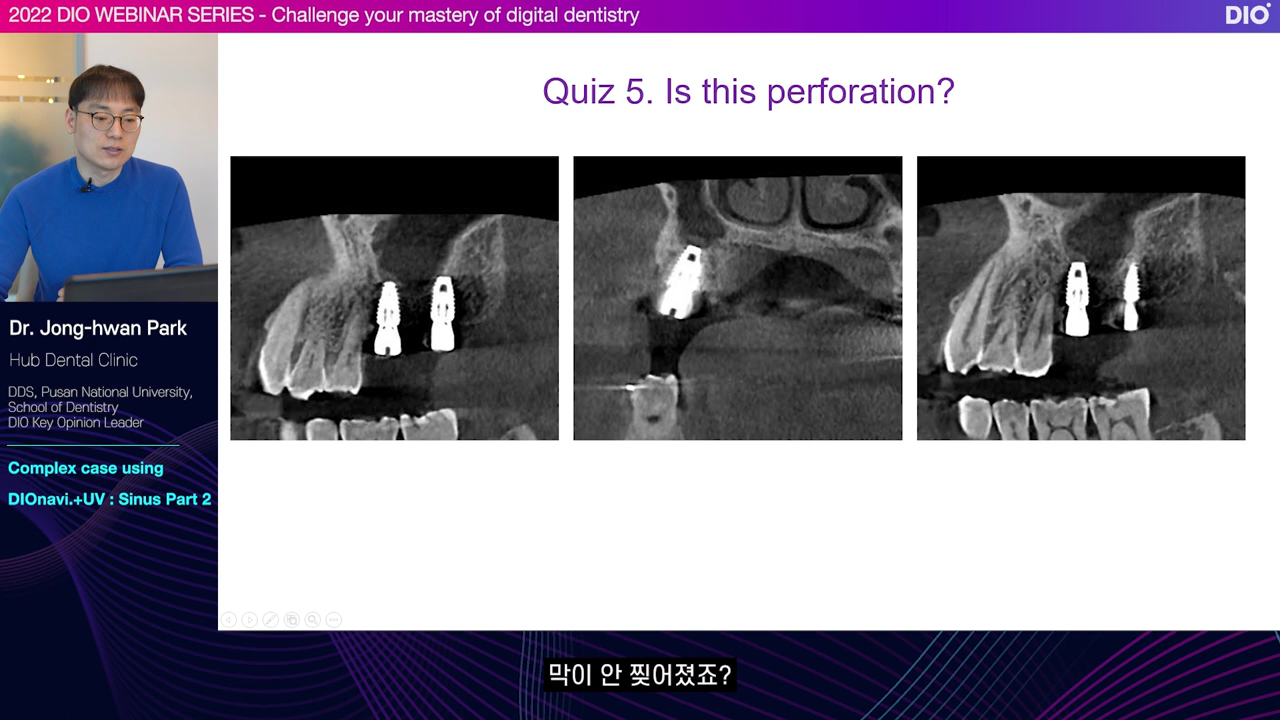 2022 DIO WEBINAR SERIES - Challenge your mastery of digital dentistry
DIO
Quiz 5. Is this perforation?
Dr. Jong-hwan Park
Hub Dental Clinic
DDS, Pusan National University,
School of Dentistry
DIO Key Opinion Leader
Complex case using
DIOnavi.+UV : Sinus Part 2
막이 안 찢어졌죠?